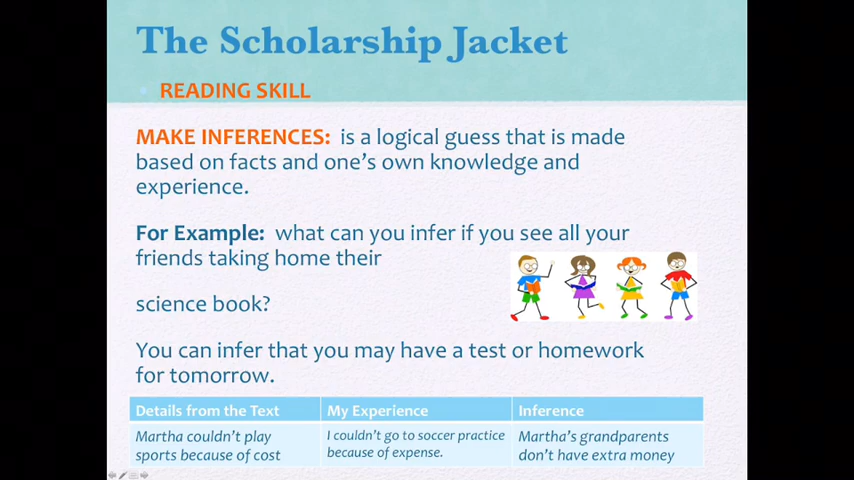 The Scholarship Jacket
READING SKILL
MAKE INFERENCES: is a logical guess that is made
based on facts and one's own knowledge and
experience.
For Example: what can you infer if you see all your
friends taking home their
science book?
You can infer that you may have a test or homework
for tomorrow.
Details from the Text My Experience Inference
Martha couldn't play I couldn't go to soccer practice Martha's grandparents
sports because of cost because of expense. don't have extra money